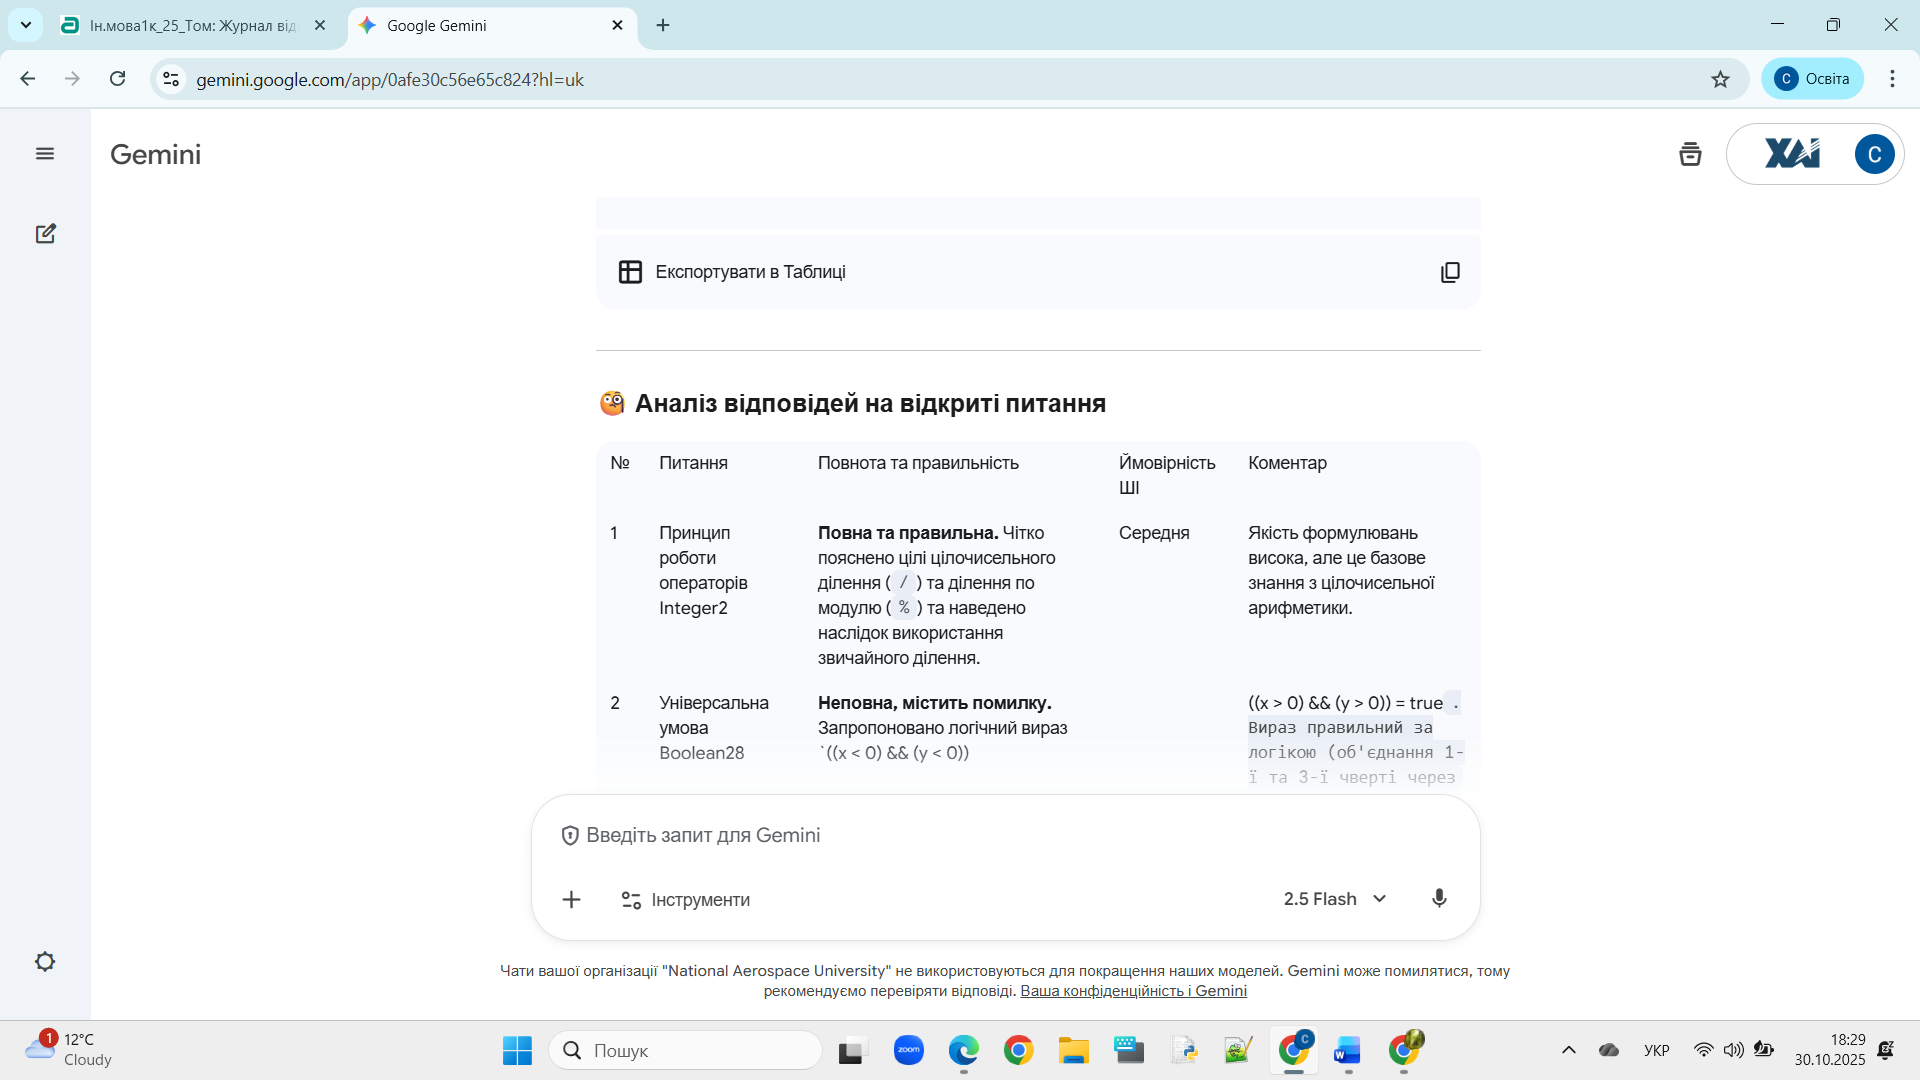 Ін.мова1к_25_Том: Журнал від
Google Gemini
gemini.google.com/app/0afe30c56e65c824?hl=uk
C
Освіта
Gemini
XAI
C
Експортувати в Таблиці
Аналіз відповідей на відкриті питання
№
Питання
Повнота та правильність
Ймовірність
ШІ
Коментар
1
Принцип
роботи
операторів
Integer2
Повна та правильна. Чітко
пояснено цілі цілочисельного
ділення ( / ) та ділення по
модулю ( % ) та наведено
наслідок використання
звичайного ділення.
Середня
Якість формулювань
висока, але це базове
знання з цілочисельної
арифметики.
2
Універсальна
умова
Boolean28
Неповна, містить помилку.
Запропоновано логічний вираз
`((x < 0) && (y < 0))
((x > 0) && (y > 0)) = true .
Вираз правильний за
логікою (об'єднання 1-
ї та 3-ї чверті через
Введіть запит для Gemini
Інструменти
2.5 Flash
Чати вашої організації "National Aerospace University" не використовуються для покращення наших моделей. Gemini може помилятися, тому
рекомендуємо перевіряти відповіді. Ваша конфіденційність і Gemini
1
12°C
Cloudy
Пошук
zoom
C
W
УКР
18:29
30.10.2025